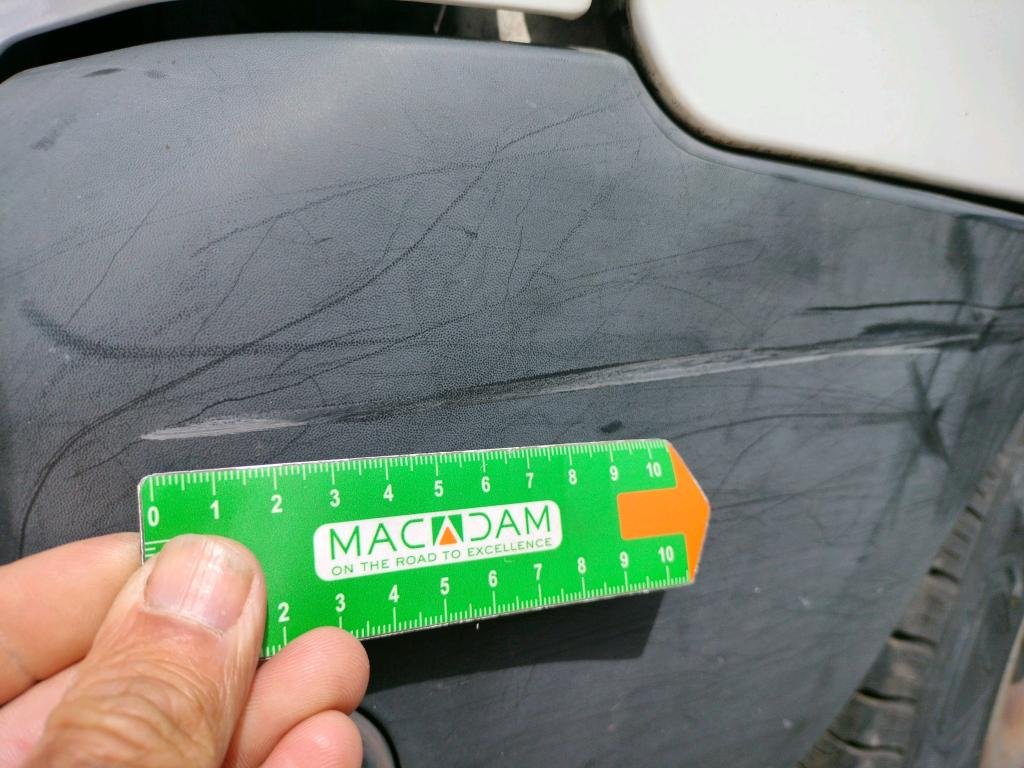 0 1 2 3 4 5 6 7 8 9 10
MACADAM
ON THE ROAD TO EXCELLENCE
2 3 4 5 6 7 8 9 10